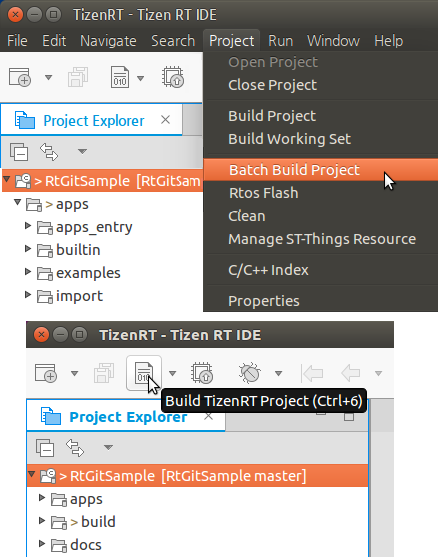 TizenRT - Tizen RT IDE
File Edit Navigate Search Project Run Window Help
010
Open Project
Close Project
Build Project
Build Working Set
Batch Build Project
Rtos Flash
Clean
Manage ST-Things Resource
C/C++ Index
Properties
Project Explorer
> RtGitSample [RtGitSam
> apps
apps_entry
builtin
examples
import
TizenRT - Tizen RT IDE
010
Build TizenRT Project (Ctrl+6)
Project Explorer
> RtGitSample [RtGitSample master]
apps
> build
docs